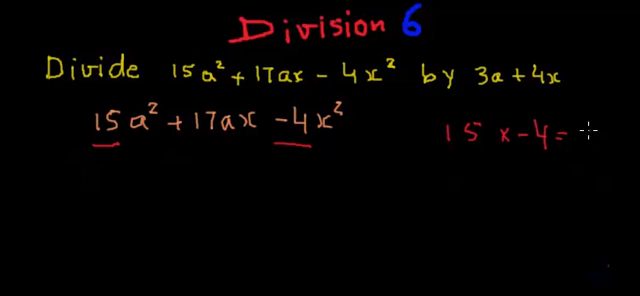 Division 6
Divide 15a² + 17ax - 4x² by 3a + 4x
15a² + 17ax - 4x² 15 x - 4 =